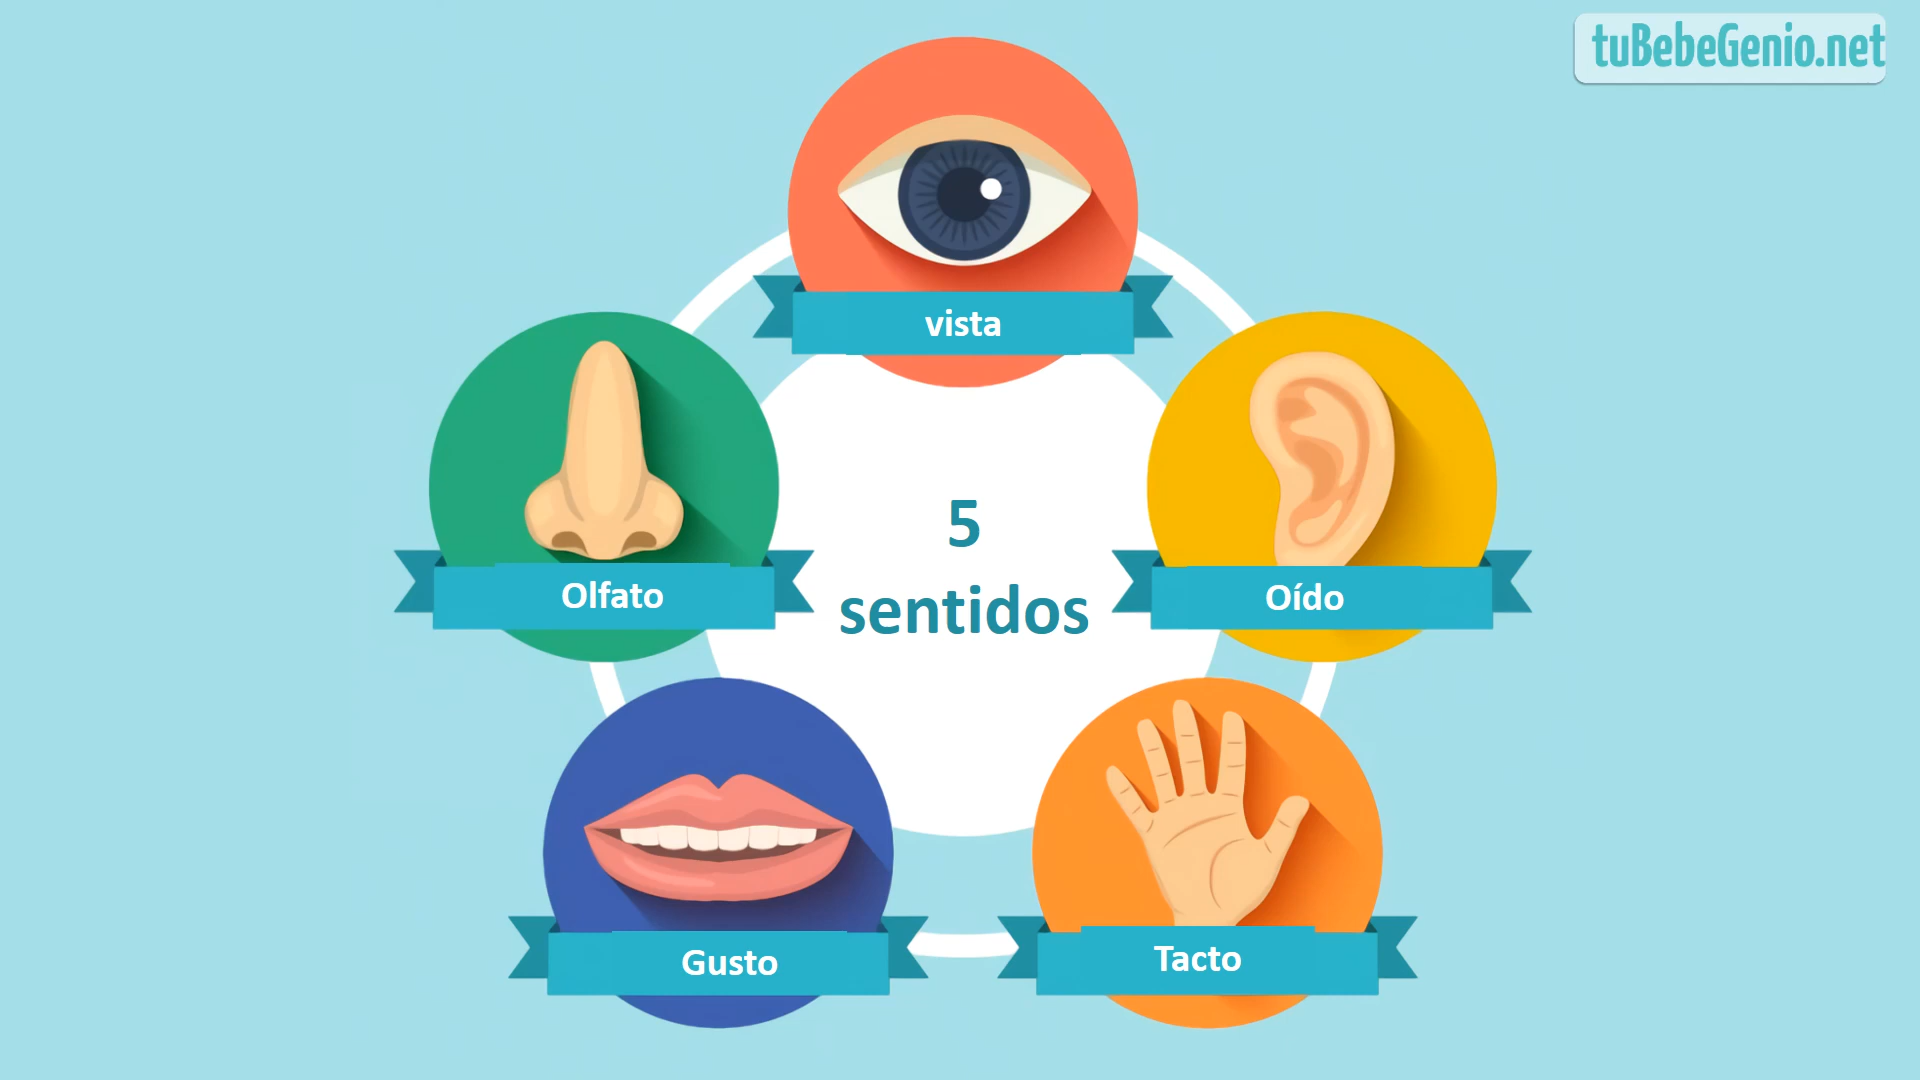 tuBebeGenio.net
vista
Olfato
Oído
5
sentidos
Gusto
Tacto